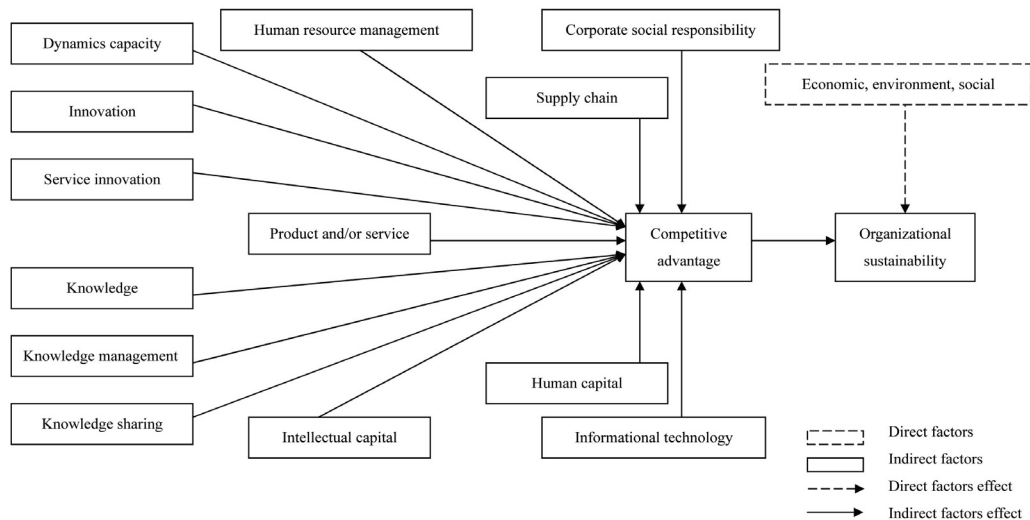 Human resource management
Corporate social responsibility
Dynamics capacity
Economic, environment, social
Supply chain
Innovation
Service innovation
Product and/or service
Competitive
advantage
Organizational
sustainability
Knowledge
Knowledge management
Human capital
Knowledge sharing
Intellectual capital
Informational technology
Direct factors
Indirect factors
Direct factors effect
Indirect factors effect